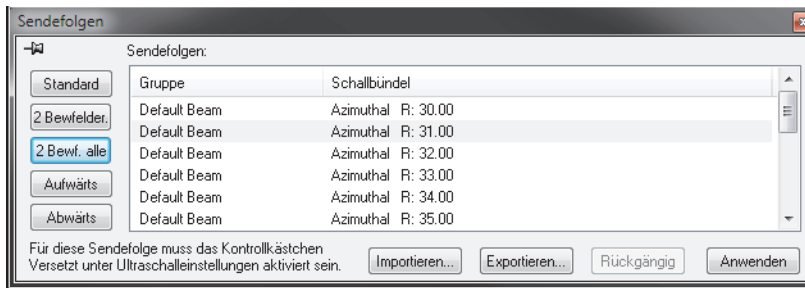 Sendefolgen
Sendefolgen:
Standard
2 Bewfelder.
2 Bewf. alle
Aufwärts
Abwärts
Gruppe Schallbündel
Default Beam Azimuthal R: 30.00
Default Beam Azimuthal R: 31.00
Default Beam Azimuthal R: 32.00
Default Beam Azimuthal R: 33.00
Default Beam Azimuthal R: 34.00
Default Beam Azimuthal R: 35.00
Für diese Sendefolge muss das Kontrollkästchen
Versetzt unter Ultraschalleinstellungen aktiviert sein.
Importieren... Exportieren... Rückgängig Anwenden